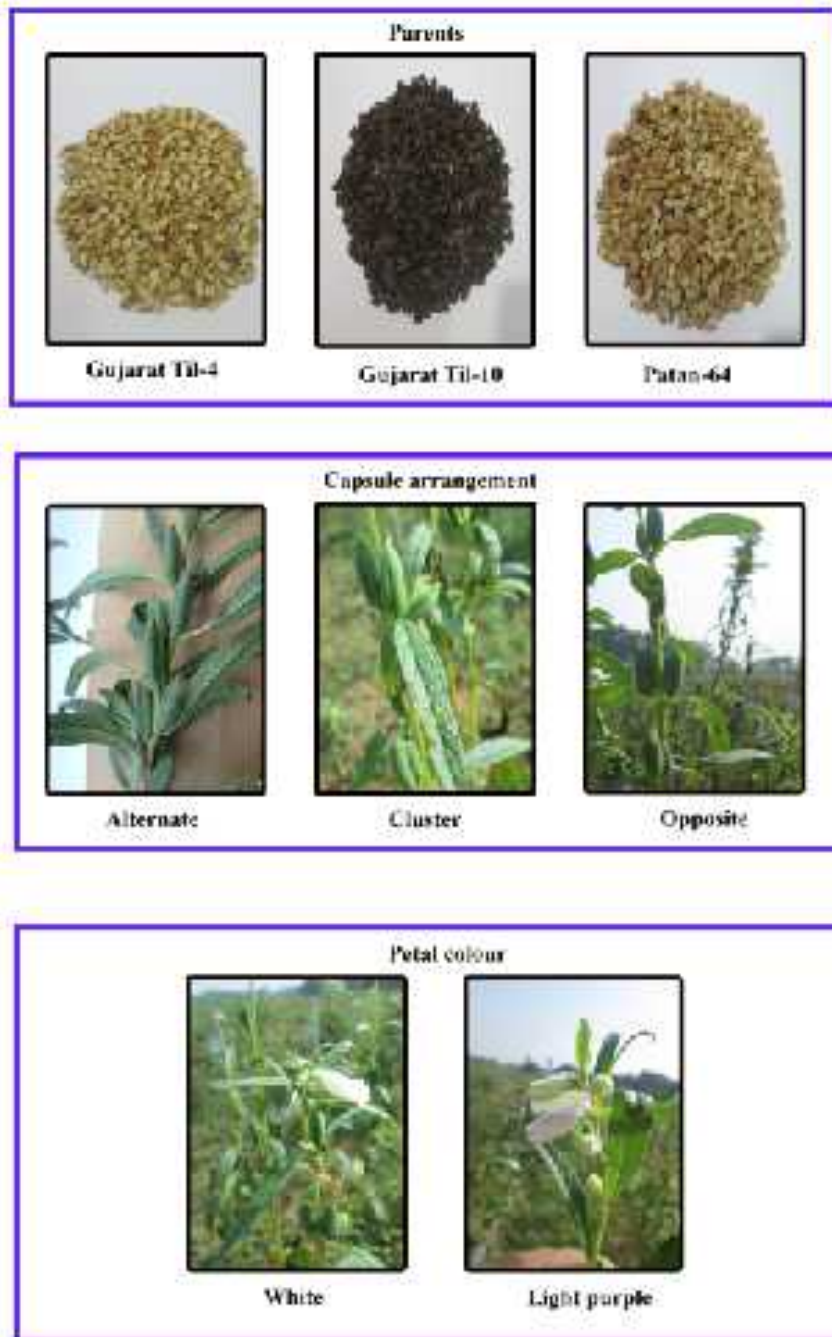 Parents
Gujarat Til-4 Gujarat Til-10 Patan-64
Capsule arrangement
Alternate Cluster Opposite
Petal colour
White Light purple